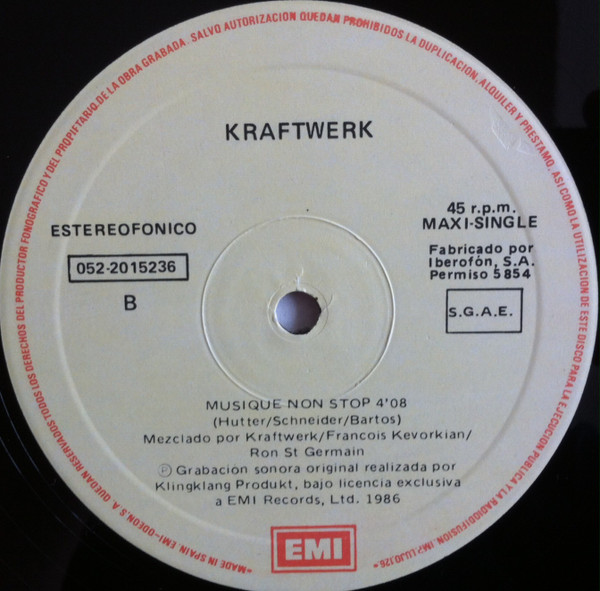 KRAFTWERK
ESTEREOFONICO
052-2015236
B
45 r.p.m.
MAXI-SINGLE
Fabricado por
Iberofón, S.A.
Permiso 5854
S.G.A.E.
MUSIQUE NON STOP 4'08
(Hutter/Schneider/Bartos)
Mezclado por Kraftwerk/Francois Kevorkian/
Ron St Germain
Ⓟ Grabación sonora original realizada por
Klingklang Produkt, bajo licencia exclusiva
a EMI Records, Ltd. 1986
EMI
*MADE IN SPAIN. EMI-ODEON, S.A. QUEDAN RESERVADOS TODOS LOS DERECHOS DEL PRODUCTOR FONOGRAFICO Y DEL PROPIETARIO DE LA OBRA GRABADA. SALVO AUTORIZACION QUEDAN PROHIBIDOS LA DUPLICACION, ALQUILER Y PRESTAMO, ASI COMO LA UTILIZACION DE ESTE DISCO PARA LA EJECUCION PUBLICA Y LA RADIODIFUSION. IMP. LUJO, 126*